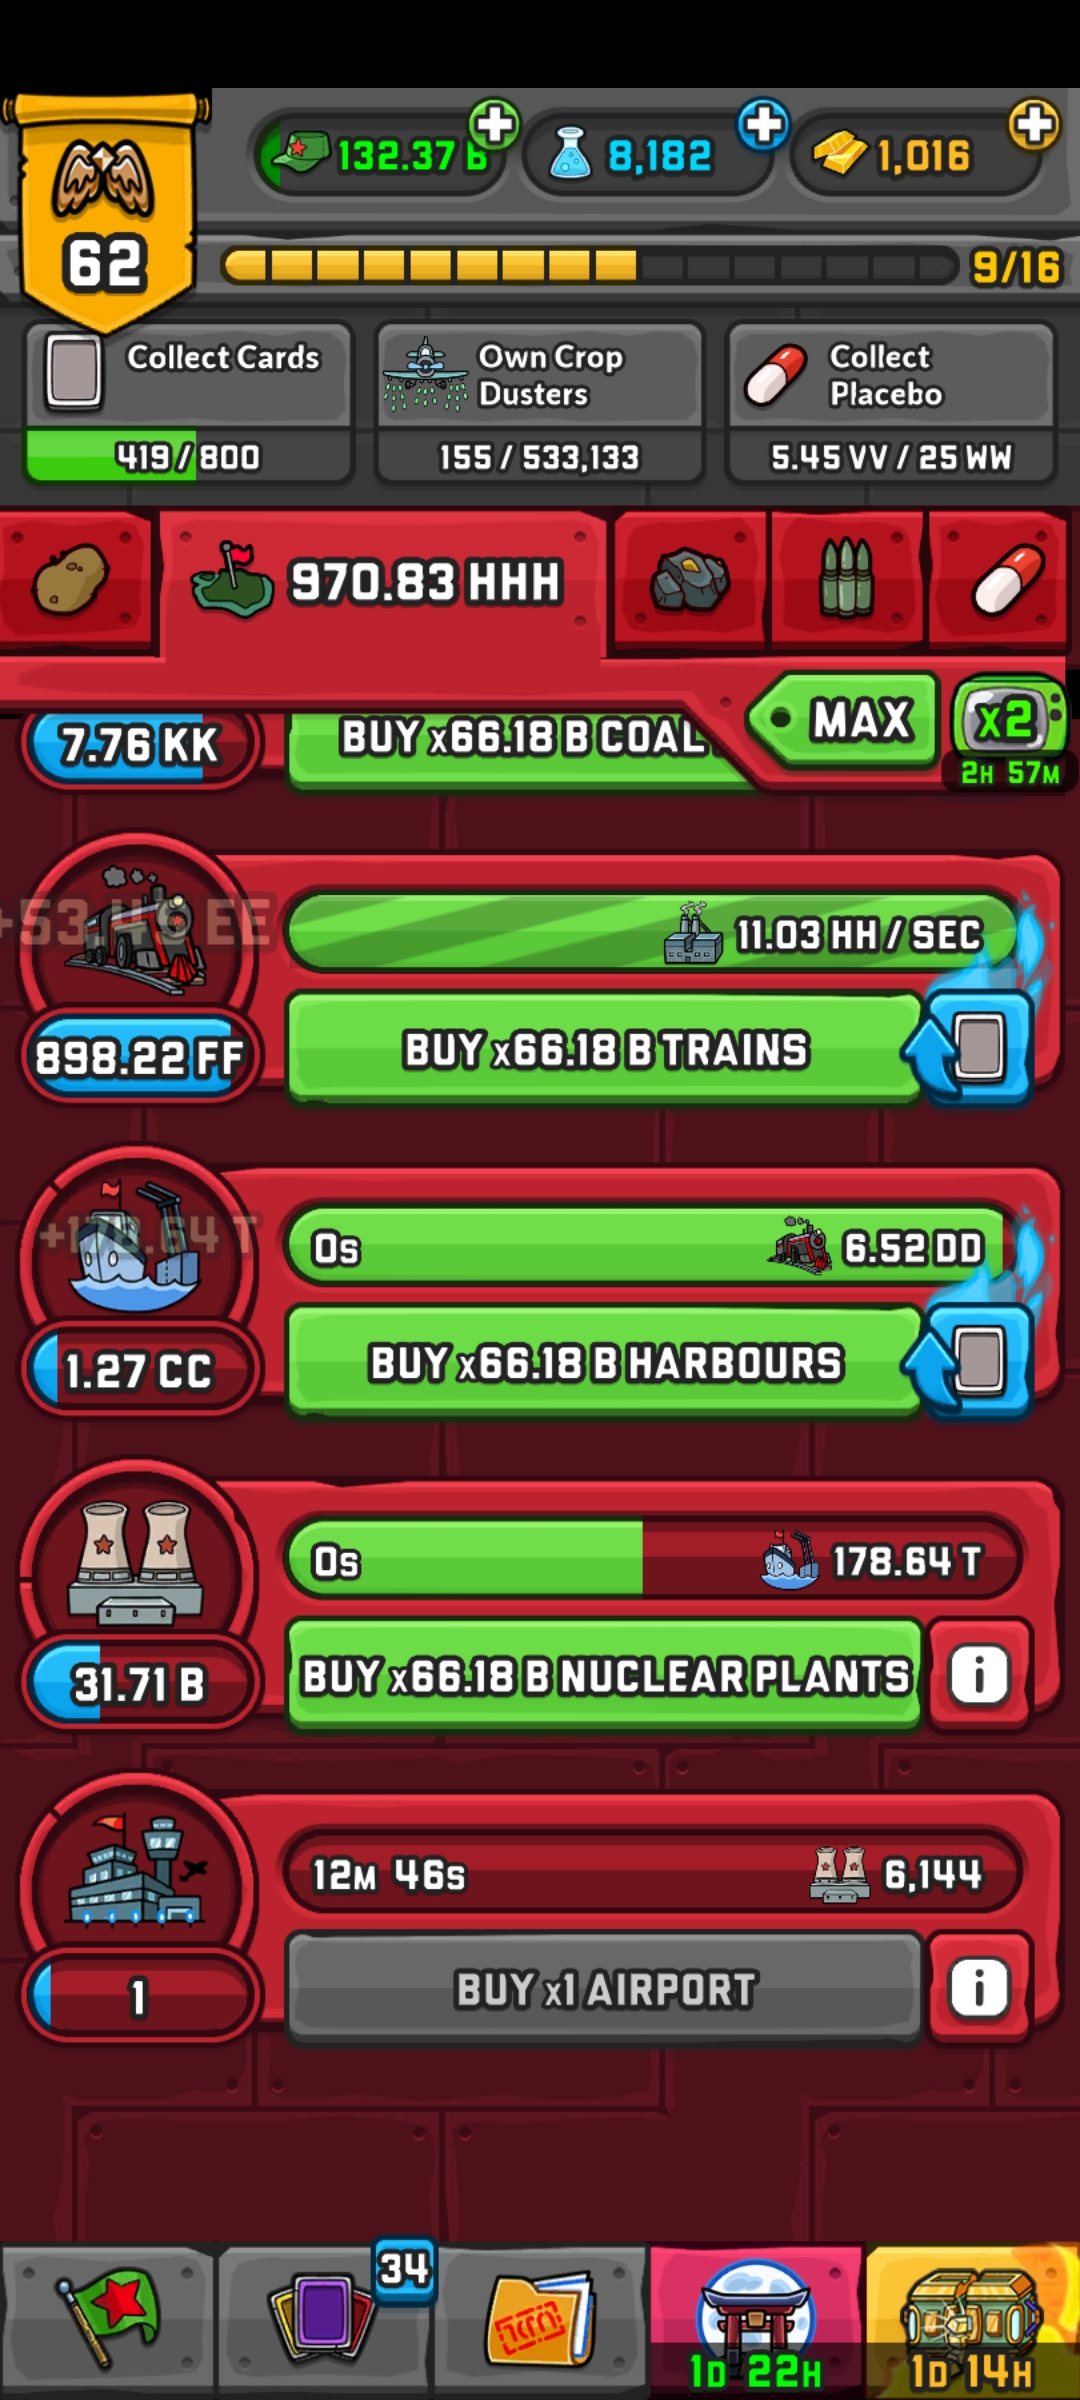 132.37 B
8,182
1,016
62
9/16
Collect Cards
419 / 800
Own Crop
Dusters
155 / 533,133
Collect
Placebo
5.45 VV / 25 WW
970.83 HHH
MAX
x2
2H 57M
7.76 KK
BUY x66.18 B COAL
11.03 HH / SEC
898.22 FF
BUY x66.18 B TRAINS
+178.64 T
0s
6.52 DD
1.27 CC
BUY x66.18 B HARBOURS
0s
178.64 T
31.71 B
BUY x66.18 B NUCLEAR PLANTS
i
12M 46s
6,144
1
BUY x1 AIRPORT
i
34
1D 22H
1D 14H